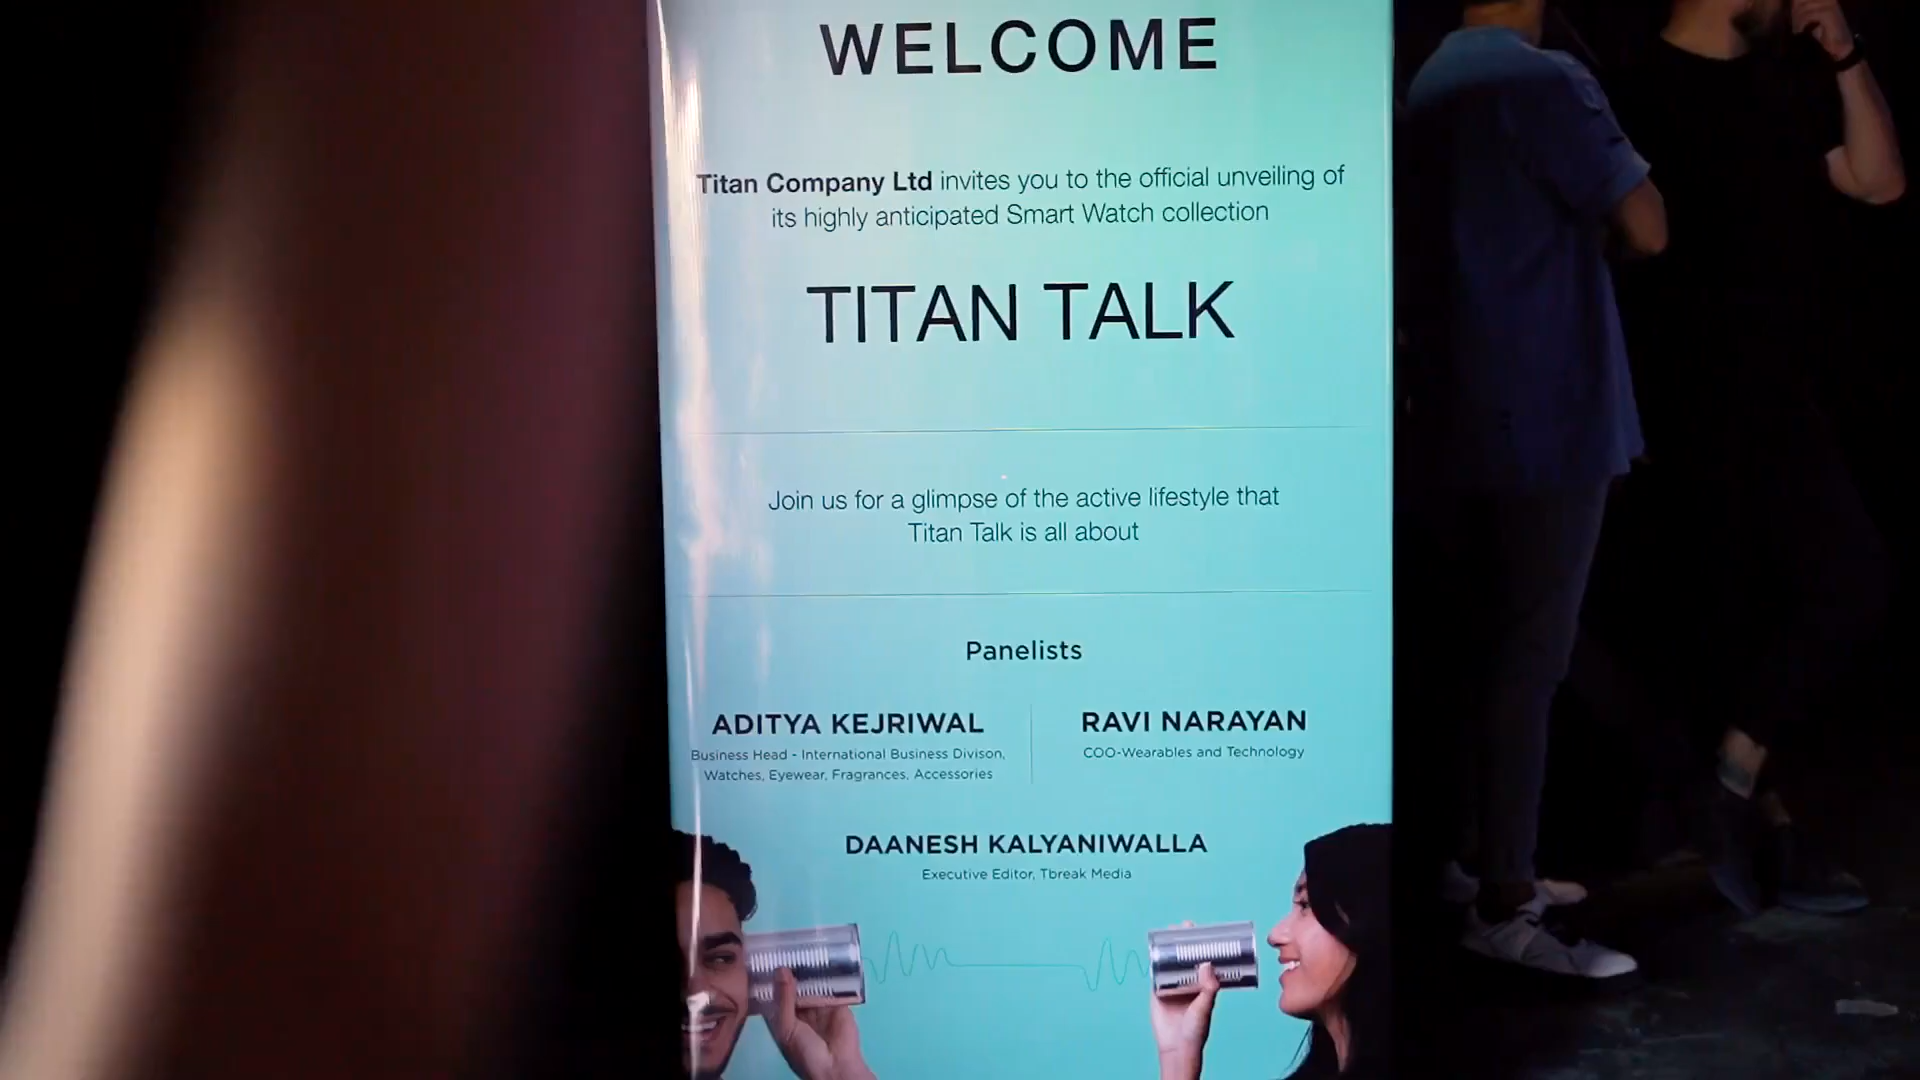 WELCOME
Titan Company Ltd invites you to the official unveiling of
its highly anticipated Smart Watch collection
TITAN TALK
Join us for a glimpse of the active lifestyle that
Titan Talk is all about
Panelists
ADITYA KEJRIWAL
Business Head - International Business Divison,
Watches, Eyewear, Fragrances, Accessories
RAVI NARAYAN
COO-Wearables and Technology
DAANESH KALYANIWALLA
Executive Editor, Tbreak Media